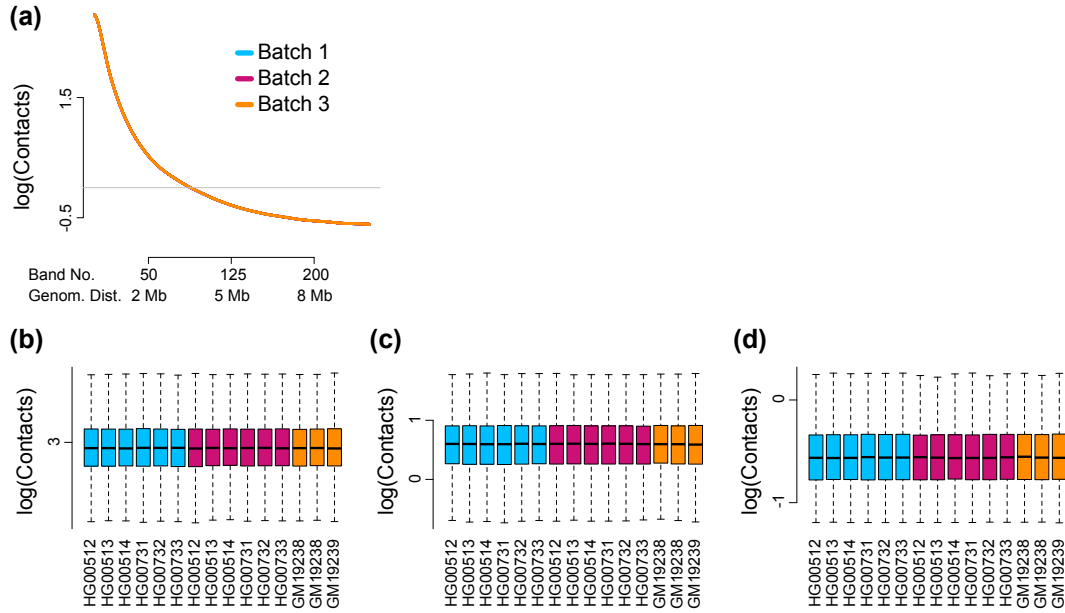 (a)
Batch 1
Batch 2
Batch 3
log(Contacts)
1.5
-0.5
Band No. 50 125 200
Genom. Dist. 2 Mb 5 Mb 8 Mb
(b)
log(Contacts)
3
HG00512
HG00513
HG00514
HG00731
HG00732
HG00733
HG00512
HG00513
HG00514
HG00731
HG00732
HG00733
GM19238
GM19238
GM19239
(c)
log(Contacts)
1
0
HG00512
HG00513
HG00514
HG00731
HG00732
HG00733
HG00512
HG00513
HG00514
HG00731
HG00732
HG00733
GM19238
GM19238
GM19239
(d)
log(Contacts)
0
-1
HG00512
HG00513
HG00514
HG00731
HG00732
HG00733
HG00512
HG00513
HG00514
HG00731
HG00732
HG00733
GM19238
GM19238
GM19239